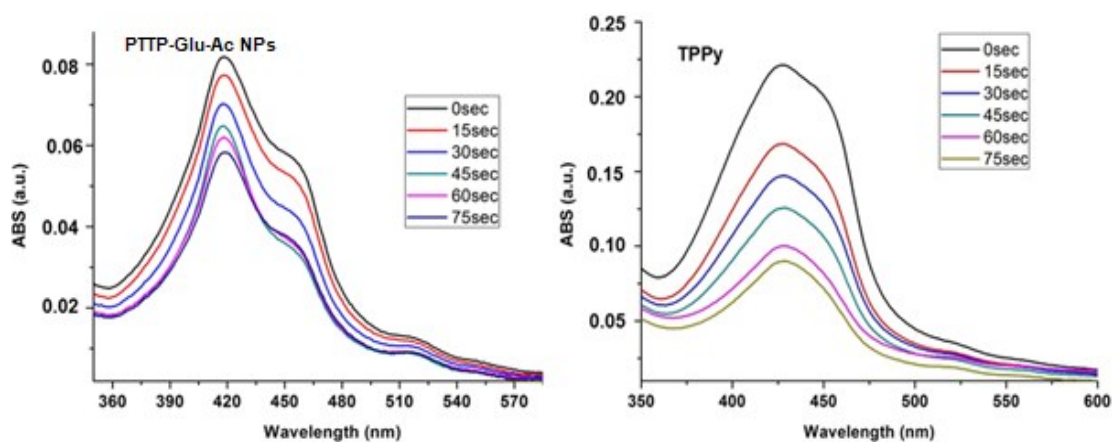 PTTP-Glu-Ac NPs
0sec
15sec
30sec
45sec
60sec
75sec
ABS (a.u.)
0.08
0.06
0.04
0.02
360 390 420 450 480 510 540 570
Wavelength (nm)
TPPy
0sec
15sec
30sec
45sec
60sec
75sec
ABS (a.u.)
0.25
0.20
0.15
0.10
0.05
350 400 450 500 550 600
Wavelength (nm)